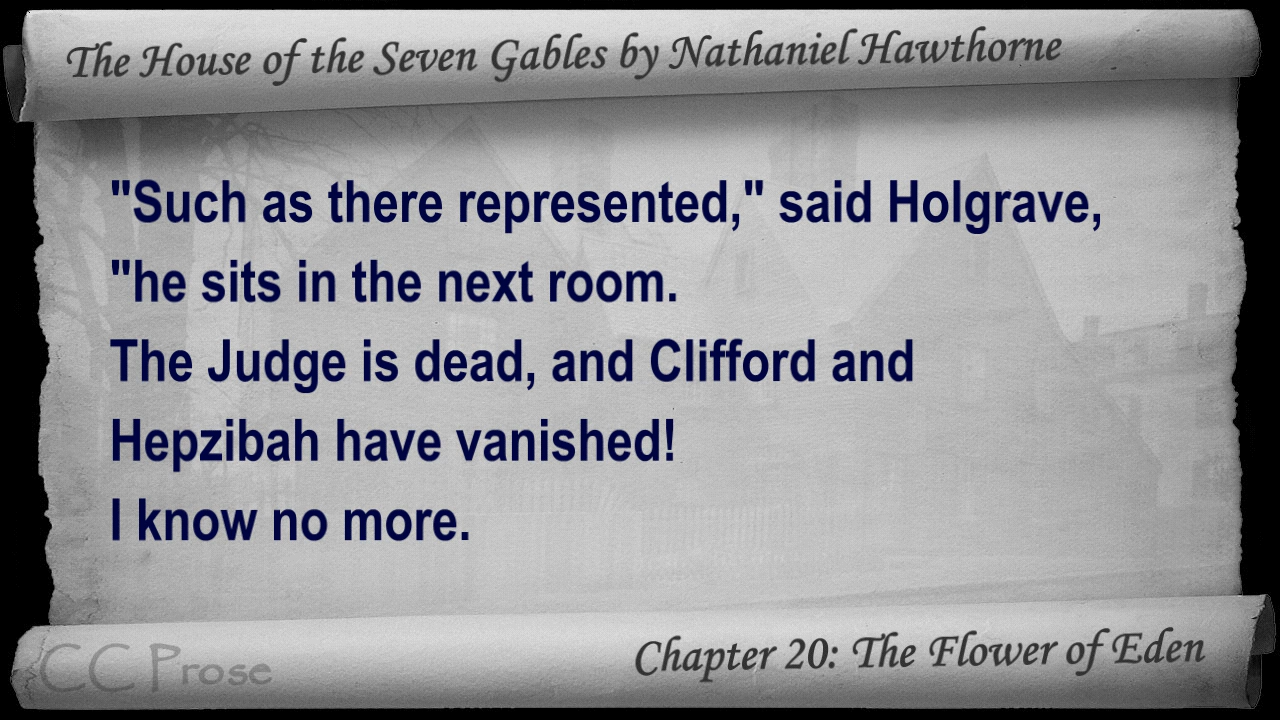 The House of the Seven Gables by Nathaniel Hawthorne
"Such as there represented," said Holgrave,
"he sits in the next room.
The Judge is dead, and Clifford and
Hepzibah have vanished!
I know no more.
CC Prose
Chapter 20: The Flower of Eden